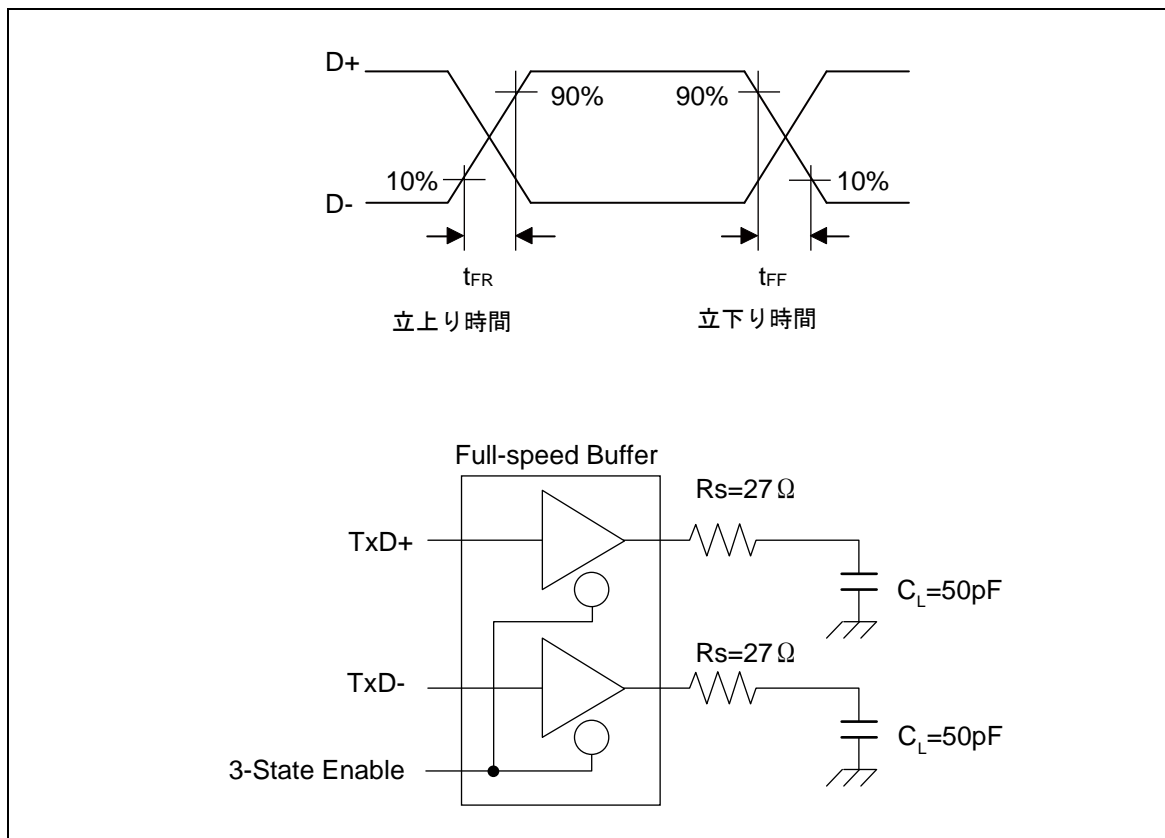 D+
90%
90%
10%
10%
D-
tFR
tFF
立上り時間
立下り時間
Full-speed Buffer
Rs=27Ω
TxD+
CL=50pF
Rs=27Ω
TxD-
CL=50pF
3-State Enable